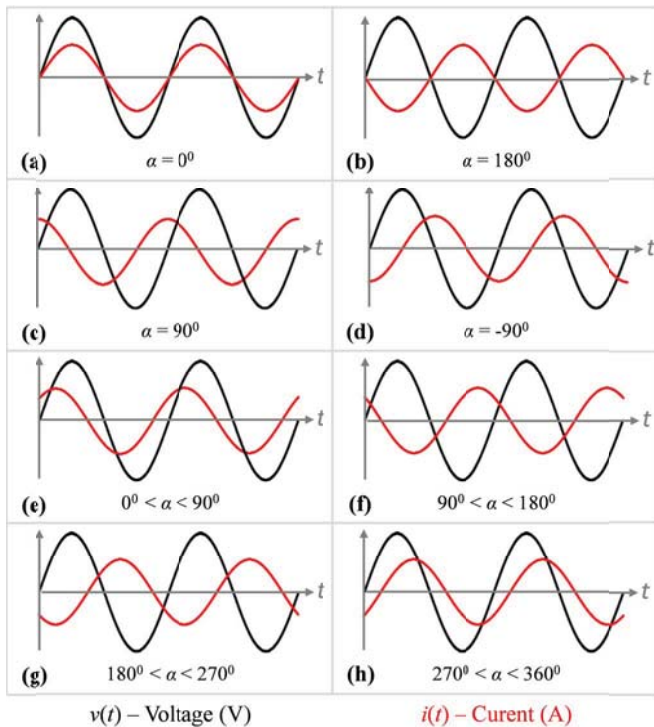 t
t
(a) α = 0⁰
(b) α = 180⁰
t
t
(c) α = 90⁰
(d) α = -90⁰
t
t
(e) 0⁰ < α < 90⁰
(f) 90⁰ < α < 180⁰
t
t
(g) 180⁰ < α < 270⁰
(h) 270⁰ < α < 360⁰
v(t) – Voltage (V)
i(t) – Curent (A)